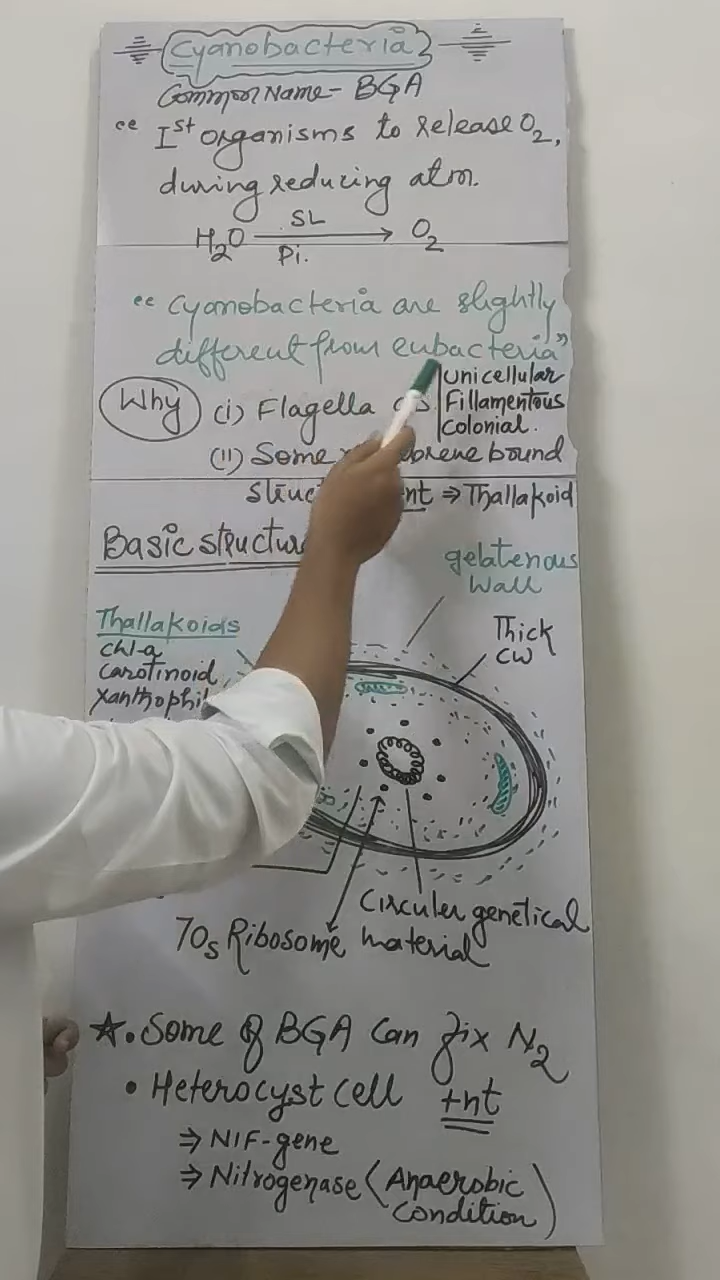 Cyanobacteria
Common Name - BGA
“ Ist organisms to release O2,
during reducing atm.
H2O SL Pi. → O2
“ Cyanobacteria are slightly
different from eubacteria”
Why (i) Flagella
Unicellular
Fillamentous
Colonial.
(ii) Some bound
⇒ Thallakoid
Basic structure
gelatenous
wall
Thick
CW
Thallakoids
chl-a
carotinoid
Xanthophil
Circuler genetical
material
70s Ribosome
★. Some of BGA Can fix N2
• Heterocyst cell +nt
⇒ NIF-gene
⇒ Nitrogenase (Anaerobic
Condition)